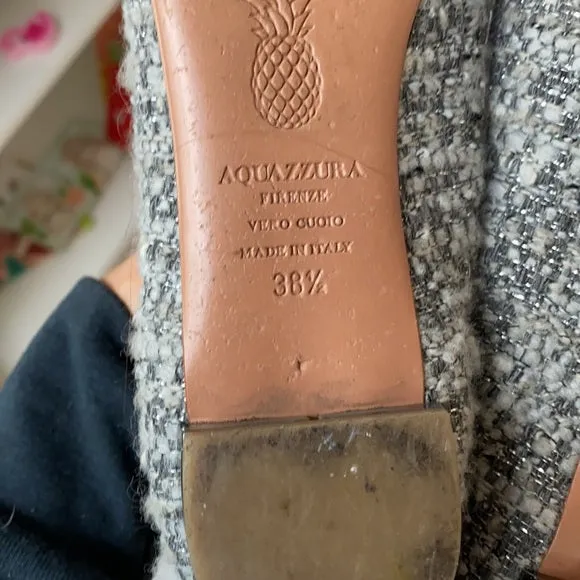 AQUAZZURA
FIRENZE
VERO CUOIO
MADE IN ITALY
38½